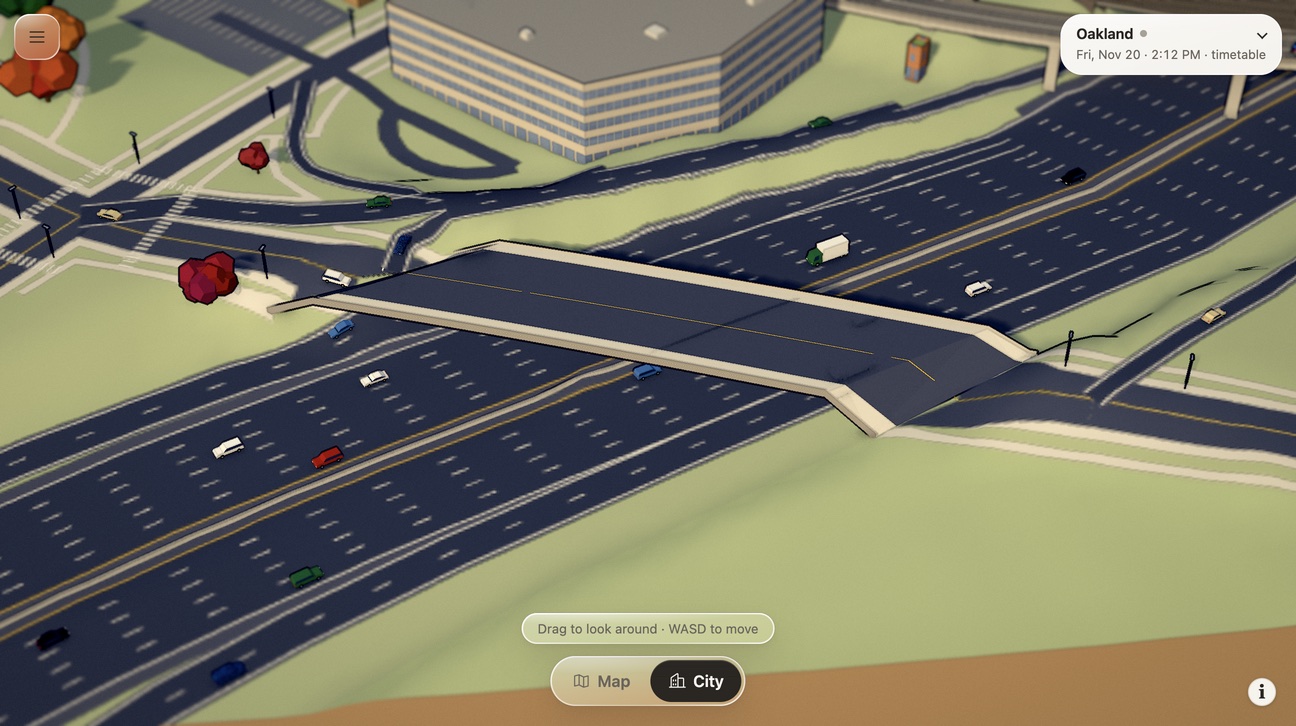 Oakland
Fri, Nov 20 · 2:12 PM · timetable
Drag to look around · WASD to move
Map
City
i